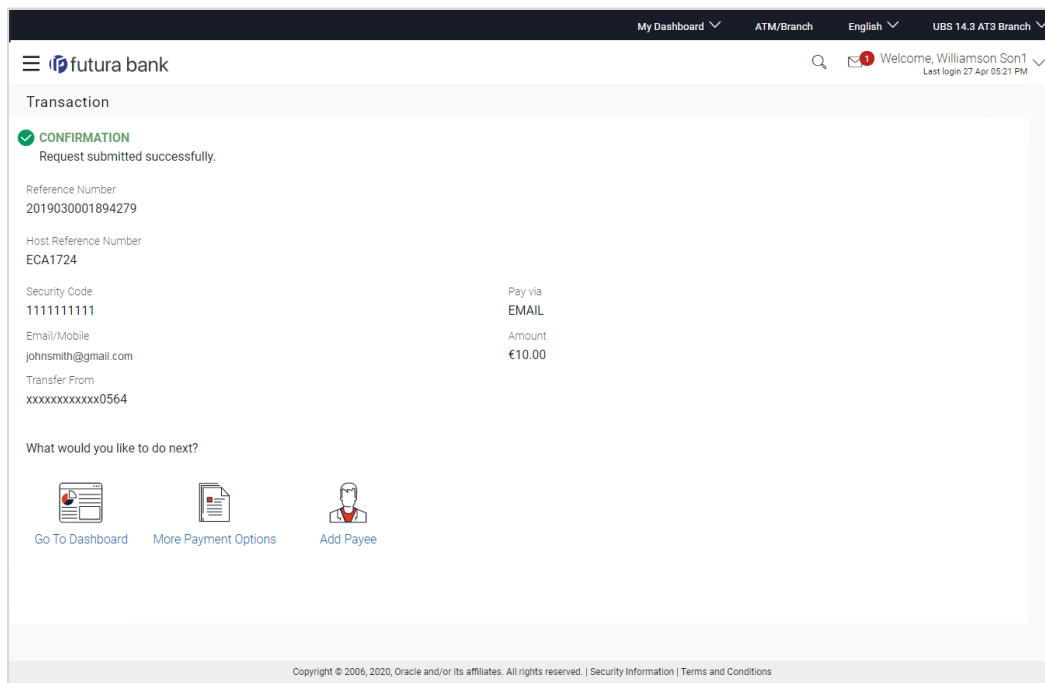 My Dashboard ATM/Branch English UBS 14.3 AT3 Branch
futura bank 1 Welcome, Williamson Son1
Last login 27 Apr 05:21 PM
Transaction
CONFIRMATION
Request submitted successfully.
Reference Number
2019030001894279
Host Reference Number
ECA1724
Security Code Pay via
1111111111 EMAIL
Email/Mobile Amount
johnsmith@gmail.com €10.00
Transfer From
xxxxxxxxxxxx0564
What would you like to do next?
Go To Dashboard More Payment Options Add Payee
Copyright © 2006, 2020, Oracle and/or its affiliates. All rights reserved. | Security Information | Terms and Conditions